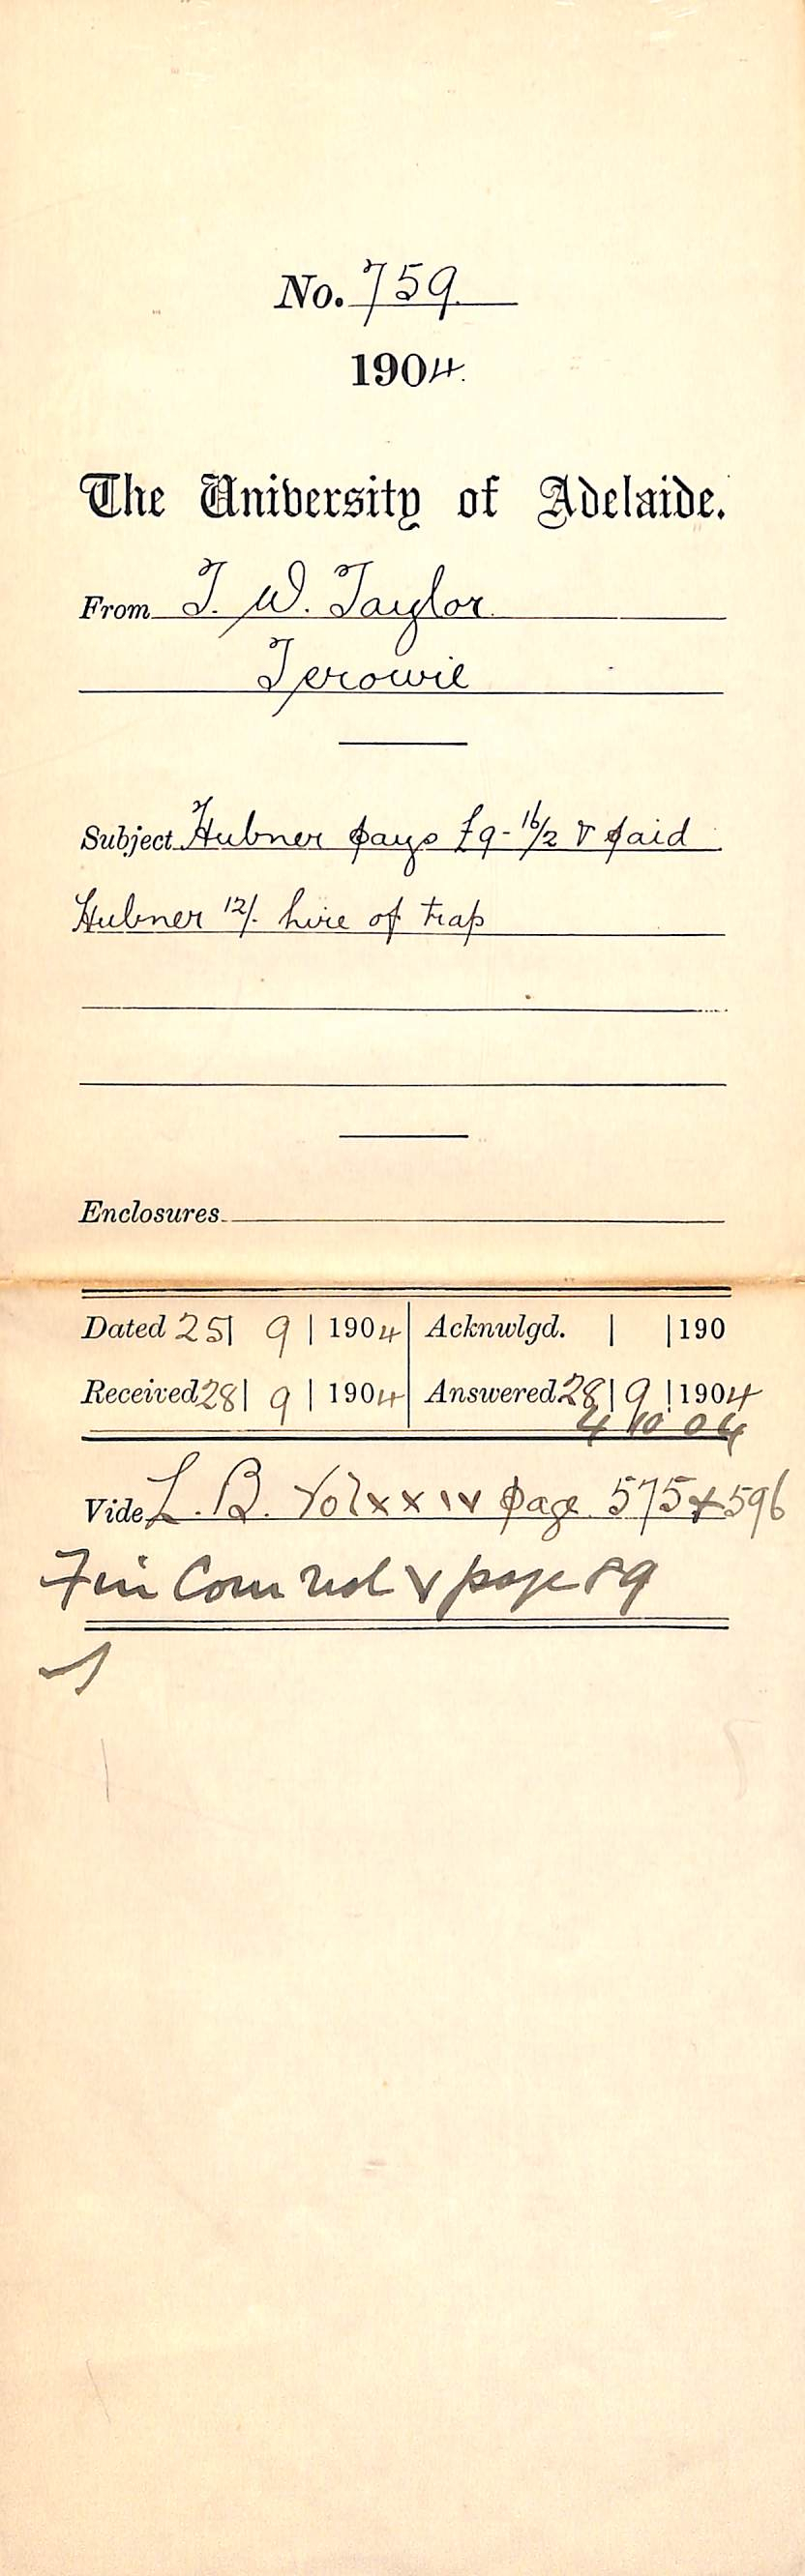 No. 759.
1904.
The University of Adelaide.
From T. W. Taylor
Terowie
Subject Hubner pays £9-16/2 & paid
Hubner 12/- hire of trap
Enclosures
Dated 25| 9 | 1904 Acknwlgd. | |190
Received 28| 9 | 1904 Answered 28| 9 |1904
4 10 04
Vide L. B. Vol xxiv page 575 & 596
Fin Com vol V page 89